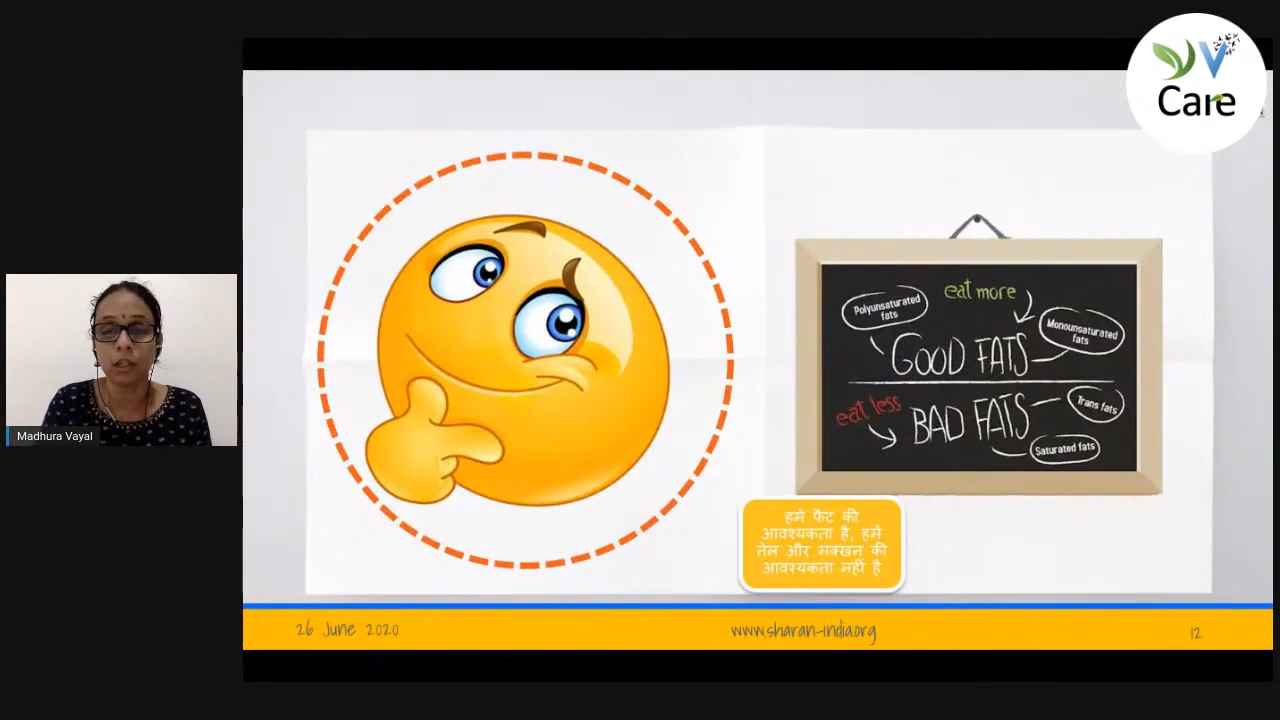 V
Care
Madhura Vayal
eat more
Polyunsaturated
fats
Monounsaturated
fats
GOOD FATS
eat less
BAD FATS
Trans fats
Saturated fats
हमें फैट की
आवश्यकता है, हमें
तेल और मक्खन की
आवश्यकता नहीं है
26 June 2020
www.sharan-india.org
12